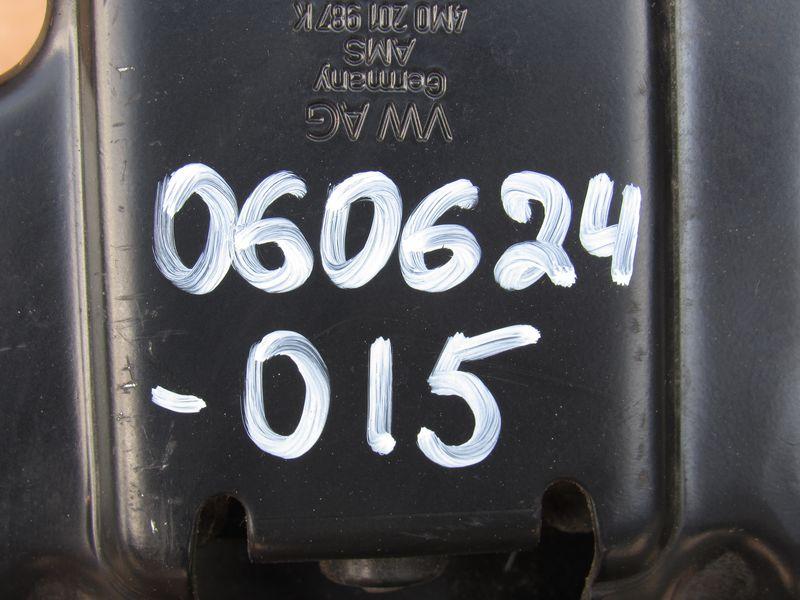 VW AG
Germany
AMS
4M0 201 987 K
060624
-015